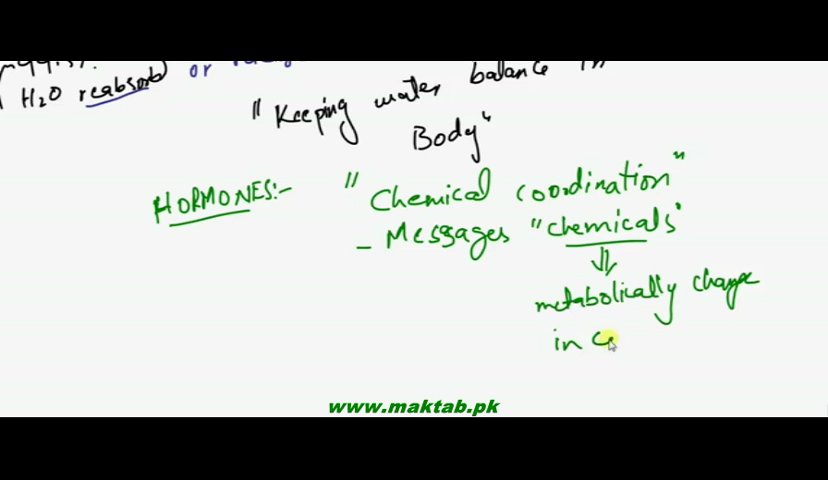 H2O reabsorb or
"Keeping water balance in
Body"
HORMONES:- "Chemical coordination"
- Messages "chemicals"
metabolically change
in c
www.maktab.pk